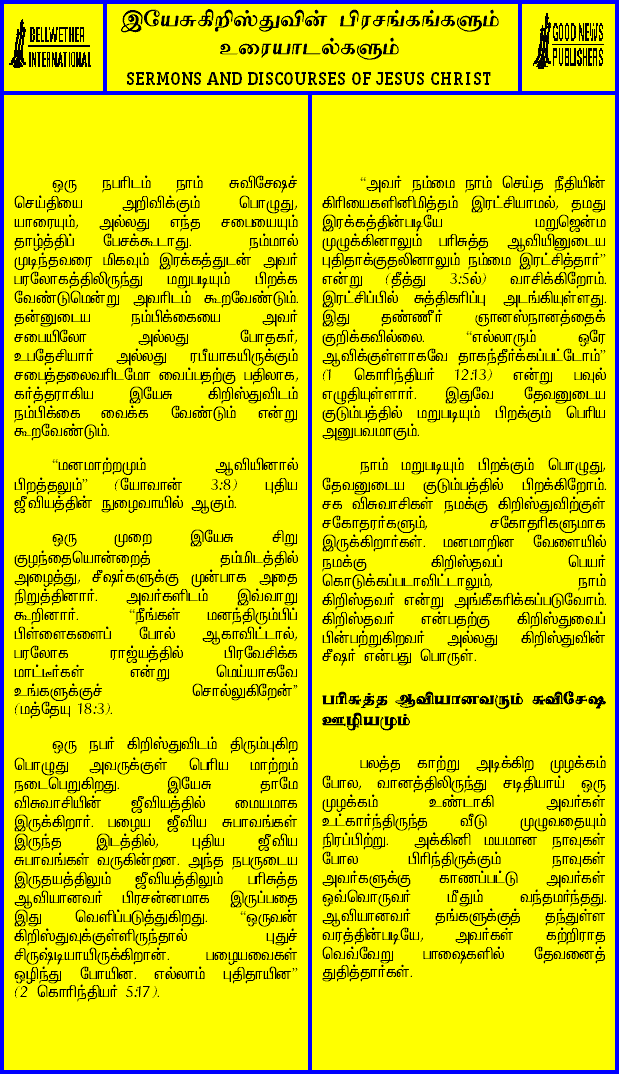 BELLWETHER
INTERNATIONAL
இயேசுகிறிஸ்துவின் பிரசங்கங்களும்
உரையாடல்களும்
SERMONS AND DISCOURSES OF JESUS CHRIST
GOOD NEWS
PUBLISHERS
ஒரு நபரிடம் நாம் சுவிசேஷச்
செய்தியை அறிவிக்கும் பொழுது,
யாரையும், அல்லது எந்த சபையையும்
தாழ்த்திப் பேசக்கூடாது. நம்மால்
முடிந்தவரை மிகவும் இரக்கத்துடன் அவர்
பரலோகத்திலிருந்து மறுபடியும் பிறக்க
வேண்டுமென்று அவரிடம் கூறவேண்டும்.
தன்னுடைய நம்பிக்கையை அவர்
சபையிலோ அல்லது போதகர்,
உபதேசியார் அல்லது ரபீயாகயிருக்கும்
சபைத்தலைவரிடமோ வைப்பதற்கு பதிலாக,
கர்த்தராகிய இயேசு கிறிஸ்துவிடம்
நம்பிக்கை வைக்க வேண்டும் என்று
கூறவேண்டும்.
“மனமாற்றமும் ஆவியினால்
பிறத்தலும்” (யோவான் 3:8) புதிய
ஜீவியத்தின் நுழைவாயில் ஆகும்.
ஒரு முறை இயேசு சிறு
குழந்தையொன்றைத் தம்மிடத்தில்
அழைத்து, சீஷர்களுக்கு முன்பாக அதை
நிறுத்தினார். அவர்களிடம் இவ்வாறு
கூறினார். “நீங்கள் மனந்திரும்பிப்
பிள்ளைகளைப் போல் ஆகாவிட்டால்,
பரலோக ராஜ்யத்தில் பிரவேசிக்க
மாட்டீர்கள் என்று மெய்யாகவே
உங்களுக்குச் சொல்லுகிறேன்”
(மத்தேயு 18:3).
ஒரு நபர் கிறிஸ்துவிடம் திரும்புகிற
பொழுது அவருக்குள் பெரிய மாற்றம்
நடைபெறுகிறது. இயேசு தாமே
விசுவாசியின் ஜீவியத்தில் மையமாக
இருக்கிறார். பழைய ஜீவிய சுபாவங்கள்
இருந்த இடத்தில், புதிய ஜீவிய
சுபாவங்கள் வருகின்றன. அந்த நபருடைய
இருதயத்திலும் ஜீவியத்திலும் பரிசுத்த
ஆவியானவர் பிரசன்னமாக இருப்பதை
இது வெளிப்படுத்துகிறது. “ஒருவன்
கிறிஸ்துவுக்குள்ளிருந்தால் புதுச்
சிருஷ்டியாயிருக்கிறான். பழையவைகள்
ஒழிந்து போயின. எல்லாம் புதிதாயின”
(2 கொரிந்தியர் 5:17).
“அவர் நம்மை நாம் செய்த நீதியின்
கிரியைகளினிமித்தம் இரட்சியாமல், தமது
இரக்கத்தின்படியே மறுஜென்ம
முழுக்கினாலும் பரிசுத்த ஆவியினுடைய
புதிதாக்குதலினாலும் நம்மை இரட்சித்தார்”
என்று (தீத்து 3:5ல்) வாசிக்கிறோம்.
இரட்சிப்பில் சுத்திகரிப்பு அடங்கியுள்ளது.
இது தண்ணீர் ஞானஸ்நானத்தைக்
குறிக்கவில்லை. “எல்லாரும் ஒரே
ஆவிக்குள்ளாகவே தாகந்தீர்க்கப்பட்டோம்”
(1 கொரிந்தியர் 12:13) என்று பவுல்
எழுதியுள்ளார். இதுவே தேவனுடைய
குடும்பத்தில் மறுபடியும் பிறக்கும் பெரிய
அனுபவமாகும்.
நாம் மறுபடியும் பிறக்கும் பொழுது,
தேவனுடைய குடும்பத்தில் பிறக்கிறோம்.
சக விசுவாசிகள் நமக்கு கிறிஸ்துவிற்குள்
சகோதரர்களும், சகோதரிகளுமாக
இருக்கிறார்கள். மனமாறின வேளையில்
நமக்கு கிறிஸ்தவப் பெயர்
கொடுக்கப்படாவிட்டாலும், நாம்
கிறிஸ்தவர் என்று அங்கீகரிக்கப்படுவோம்.
கிறிஸ்தவர் என்பதற்கு கிறிஸ்துவைப்
பின்பற்றுகிறவர் அல்லது கிறிஸ்துவின்
சீஷர் என்பது பொருள்.
பரிசுத்த ஆவியானவரும் சுவிசேஷ
ஊழியமும்
பலத்த காற்று அடிக்கிற முழக்கம்
போல, வானத்திலிருந்து சடிதியாய் ஒரு
முழக்கம் உண்டாகி அவர்கள்
உட்கார்ந்திருந்த வீடு முழுவதையும்
நிரப்பிற்று. அக்கினி மயமான நாவுகள்
போல பிரிந்திருக்கும் நாவுகள்
அவர்களுக்கு காணப்பட்டு அவர்கள்
ஒவ்வொருவர் மீதும் வந்தமர்ந்தது.
ஆவியானவர் தங்களுக்குத் தந்துள்ள
வரத்தின்படியே, அவர்கள் கற்றிராத
வெவ்வேறு பாஷைகளில் தேவனைத்
துதித்தார்கள்.